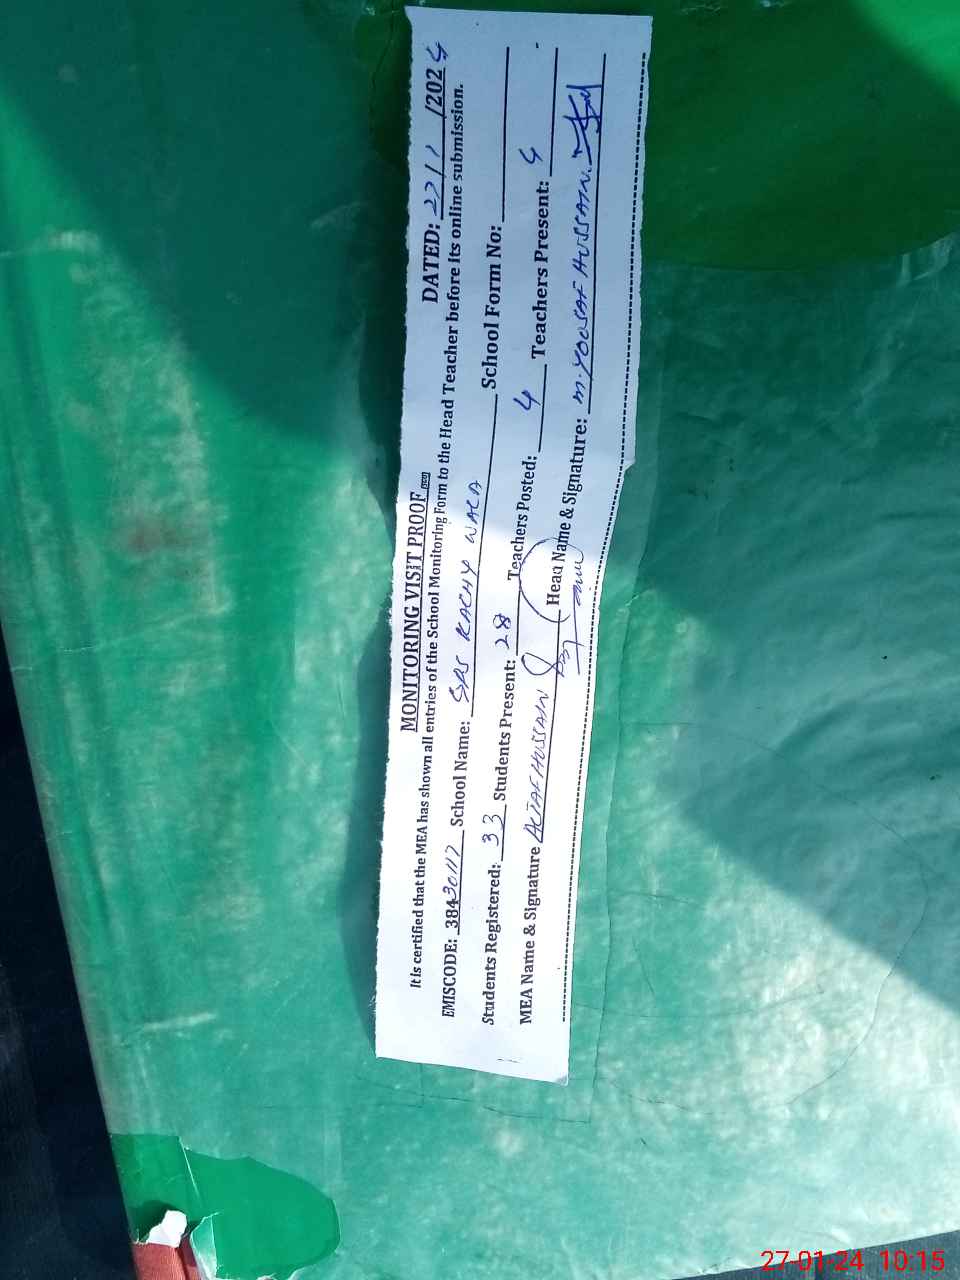 MONITORING VISIT PROOF
DATED: 27/1/2024
It is certified that the MEA has shown all entries of the School Monitoring Form to the Head Teacher before its online submission.
EMISCODE: 38430117 School Name: GPS KACHY WALA School Form No:
Students Registered: 33 Students Present: 28 Teachers Posted: 4 Teachers Present: 4
MEA Name & Signature ALTAF HUSSAIN Head Name & Signature: M. YOUSAF HUSSAIN.
27-01-24 10:15